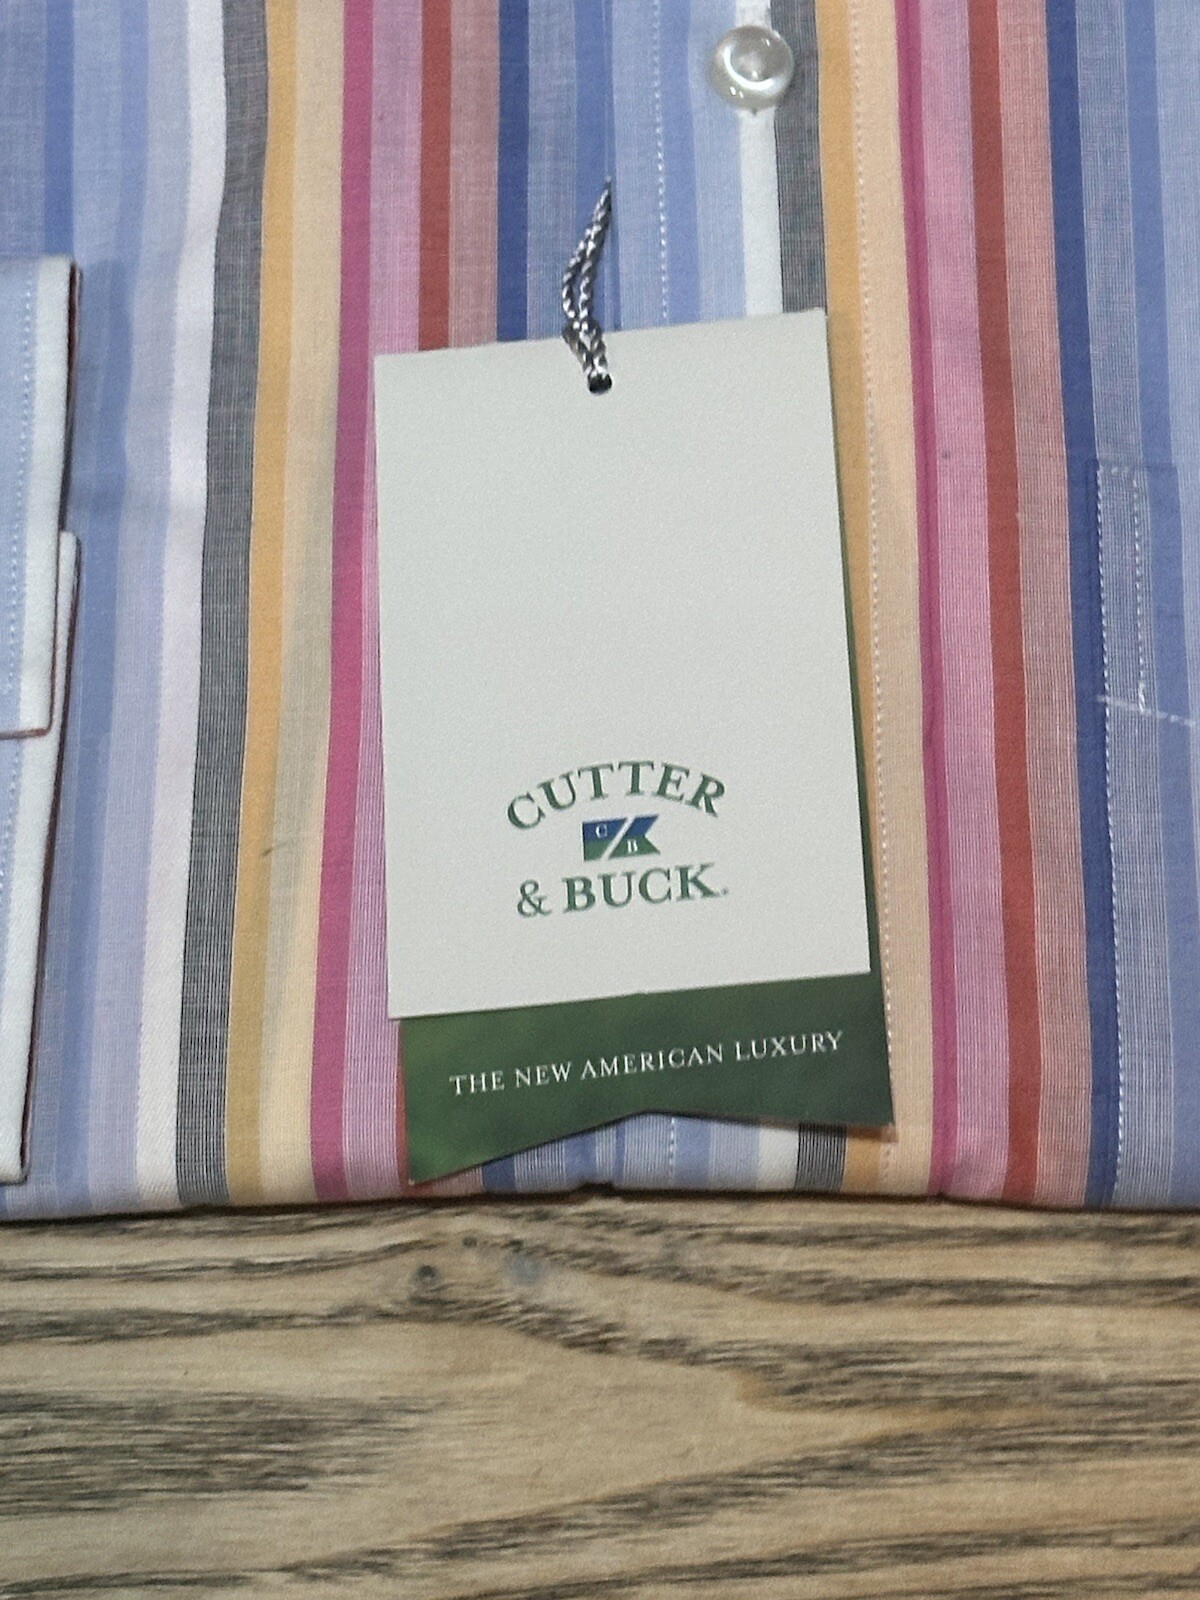 CUTTER
C
B
& BUCK.
THE NEW AMERICAN LUXURY